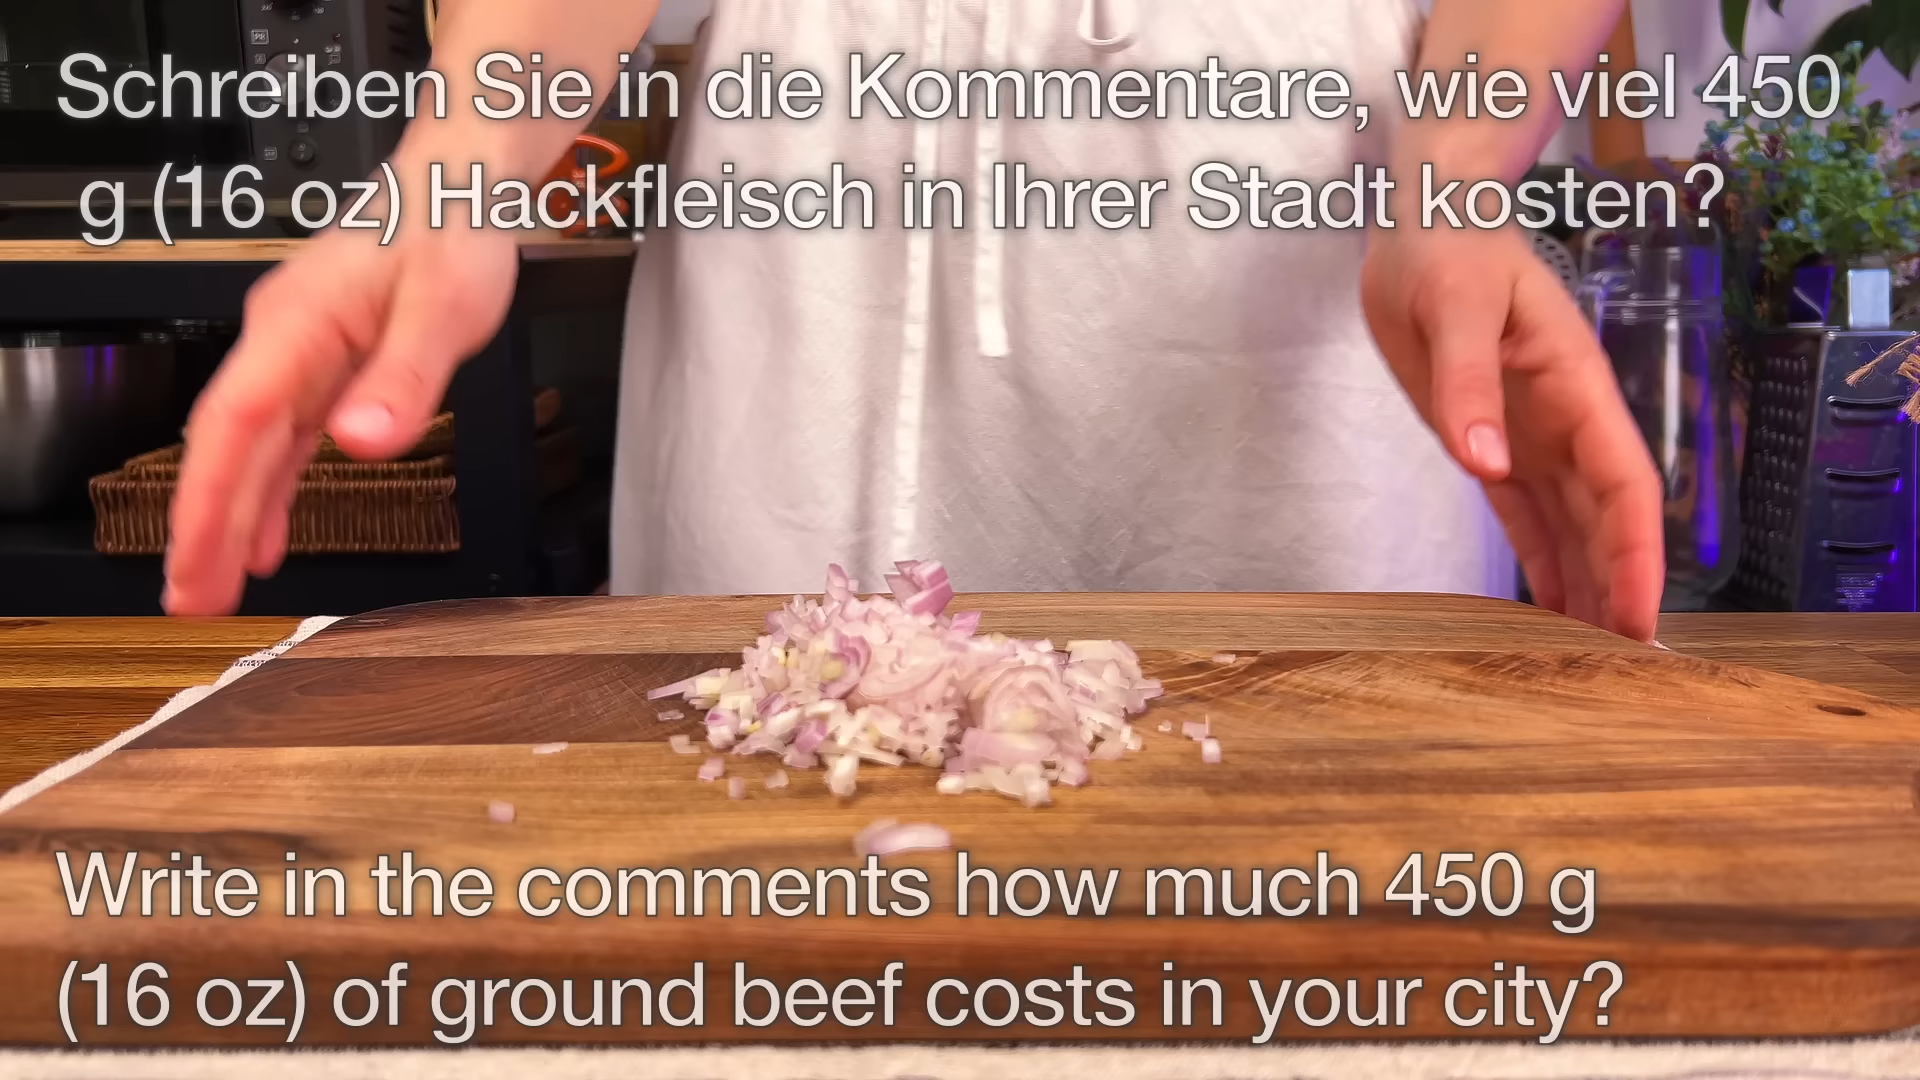 Schreiben Sie in die Kommentare, wie viel 450
g (16 oz) Hackfleisch in Ihrer Stadt kosten?
Write in the comments how much 450 g
(16 oz) of ground beef costs in your city?